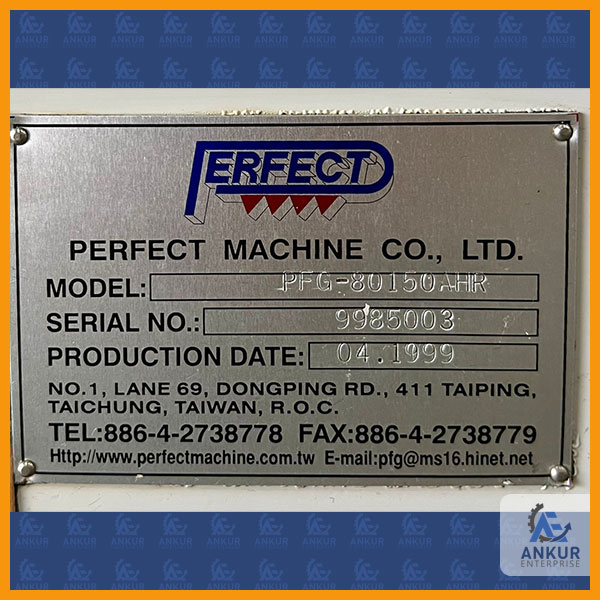 PERFECT
PERFECT MACHINE CO., LTD.
MODEL: PFG-80150AHR
SERIAL NO.: 9985003
PRODUCTION DATE: 04.1999
NO.1, LANE 69, DONGPING RD., 411 TAIPING,
TAICHUNG, TAIWAN, R.O.C.
TEL:886-4-2738778 FAX:886-4-2738779
Http://www.perfectmachine.com.tw E-mail:pfg@ms16.hinet.net
ANKUR
ENTERPRISE